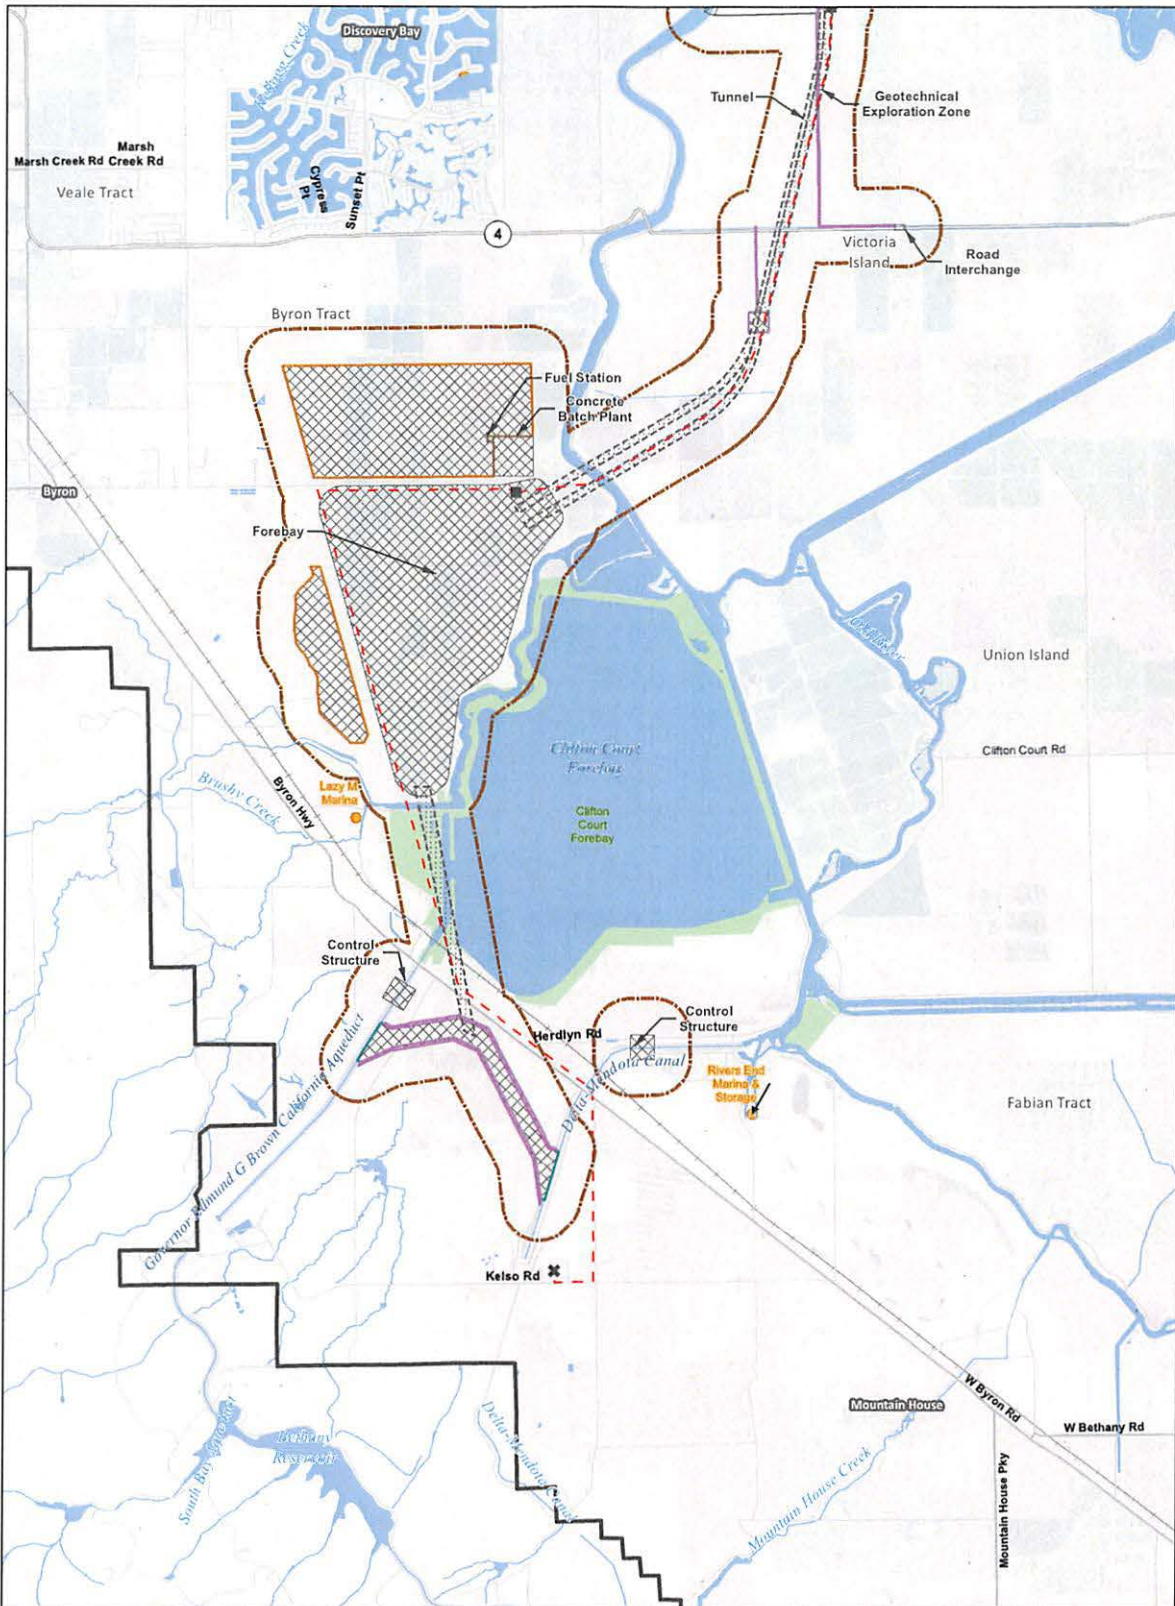 Discovery Bay
Kellogg Creek
Tunnel
Geotechnical
Exploration Zone
Marsh
Marsh Creek Rd
Creek Rd
Veale Tract
Cypress
Pt
Sunset Pt
4
Victoria
Island
Road
Interchange
Byron Tract
Fuel Station
Concrete
Batch Plant
Byron
Forebay
Old River
Union Island
Clifton Court
Forebay
Clifton Court Rd
Brushy Creek
Byron Hwy
Lazy M
Marina
Clifton
Court
Forebay
Control
Structure
Herdlyn Rd
Control
Structure
Delta-Mendota Canal
Rivers End
Marina &
Storage
Fabian Tract
Governor Edmund G Brown California Aqueduct
Kelso Rd
Mountain House
W Byron Rd
W Bethany Rd
South Bay Aqueduct
Bethany
Reservoir
Delta-Mendota Canal
Mountain House Creek
Mountain House Pky